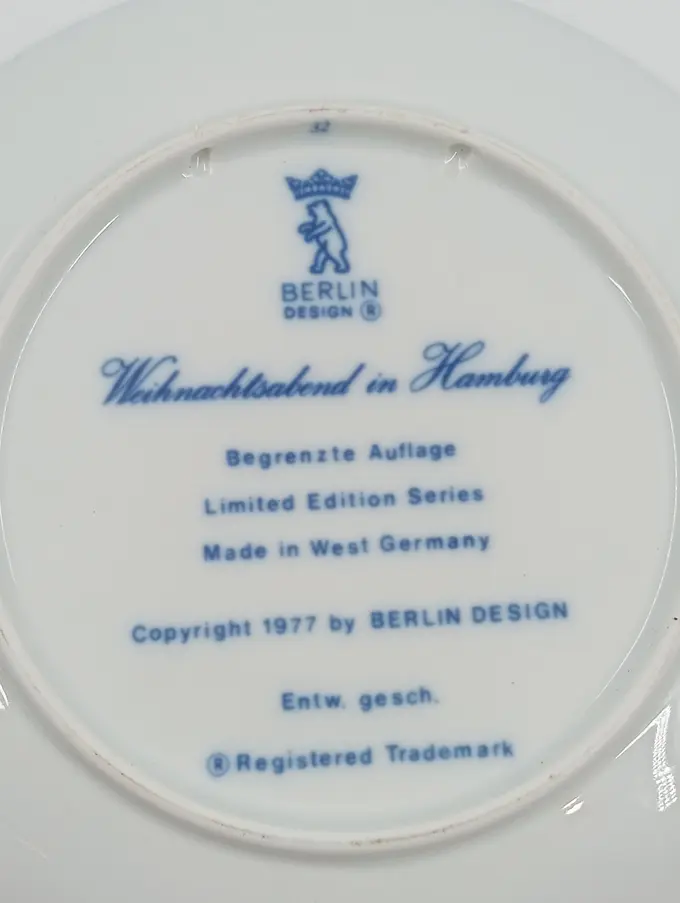 32
BERLIN
DESIGN ®
Weihnachtsabend in Hamburg
Begrenzte Auflage
Limited Edition Series
Made in West Germany
Copyright 1977 by BERLIN DESIGN
Entw. gesch.
® Registered Trademark